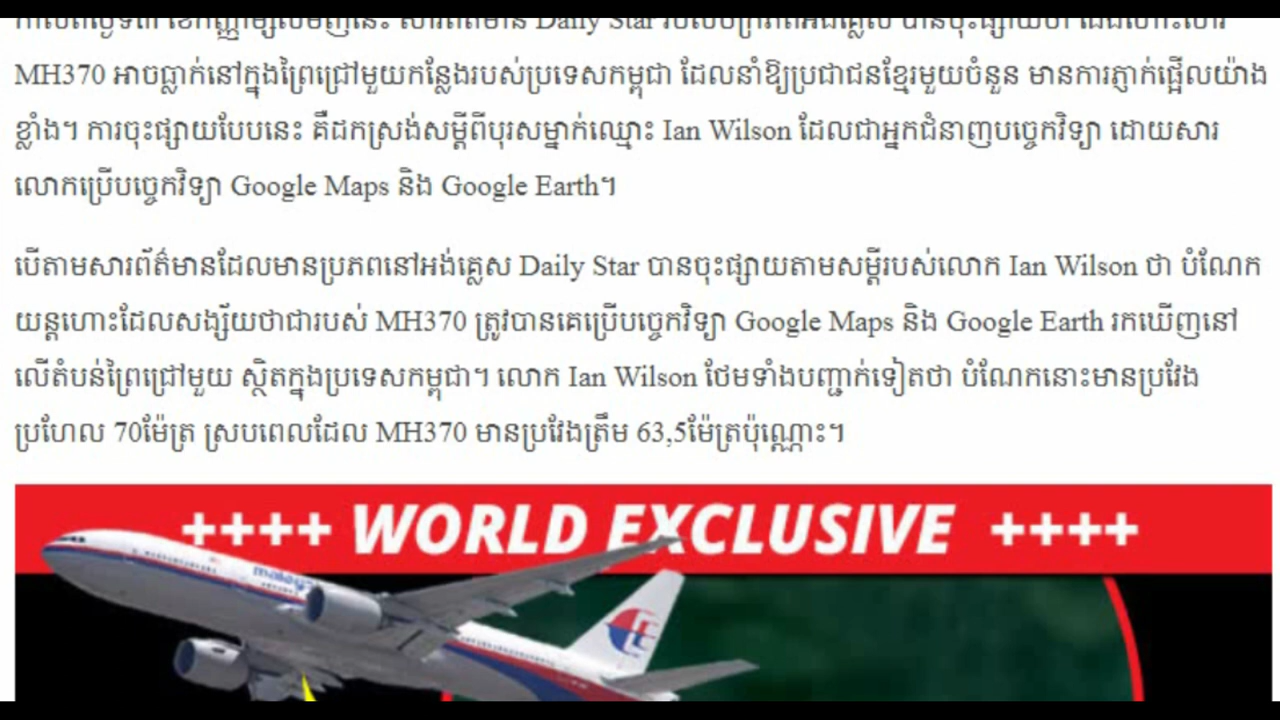 Daily Star
MH370 អាចធ្លាក់នៅក្នុងព្រៃជ្រៅមួយកន្លែងរបស់ប្រទេសកម្ពុជា ដែលនាំឱ្យប្រជាជនខ្មែរមួយចំនួន មានការភ្ញាក់ផ្អើលយ៉ាង
ខ្លាំង។ ការចុះផ្សាយបែបនេះ គឺដកស្រង់សម្ដីពីបុរសម្នាក់ឈ្មោះ Ian Wilson ដែលជាអ្នកជំនាញបច្ចេកវិទ្យា ដោយសារ
លោកប្រើបច្ចេកវិទ្យា Google Maps និង Google Earth។
បើតាមសារព័ត៌មានដែលមានប្រភពនៅអង់គ្លេស Daily Star បានចុះផ្សាយតាមសម្ដីរបស់លោក Ian Wilson ថា បំណែក
យន្តហោះដែលសង្ស័យថាជារបស់ MH370 ត្រូវបានគេប្រើបច្ចេកវិទ្យា Google Maps និង Google Earth រកឃើញនៅ
លើតំបន់ព្រៃជ្រៅមួយ ស្ថិតក្នុងប្រទេសកម្ពុជា។ លោក Ian Wilson ថែមទាំងបញ្ជាក់ទៀតថា បំណែកនោះមានប្រវែង
ប្រហែល 70ម៉ែត្រ ស្របពេលដែល MH370 មានប្រវែងត្រឹម 63,5ម៉ែត្រប៉ុណ្ណោះ។
++++ WORLD EXCLUSIVE ++++